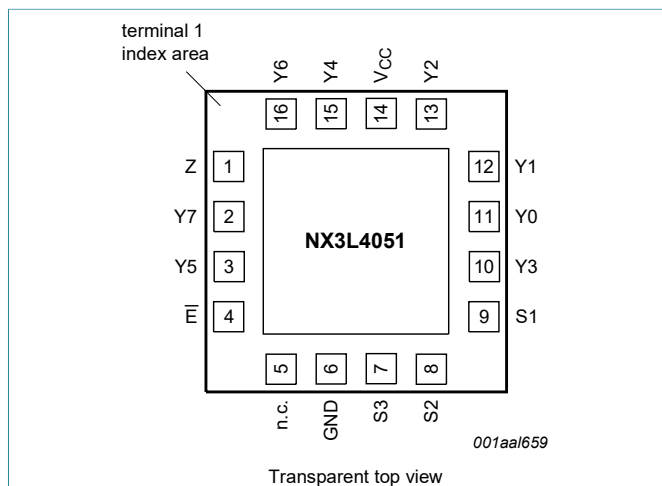 terminal 1
index area
Y6 Y4 VCC Y2
16 15 14 13
Z 1 12 Y1
Y7 2 11 Y0
NX3L4051
Y5 3 10 Y3
E̅ 4 9 S1
5 6 7 8
n.c. GND S3 S2
001aal659
Transparent top view